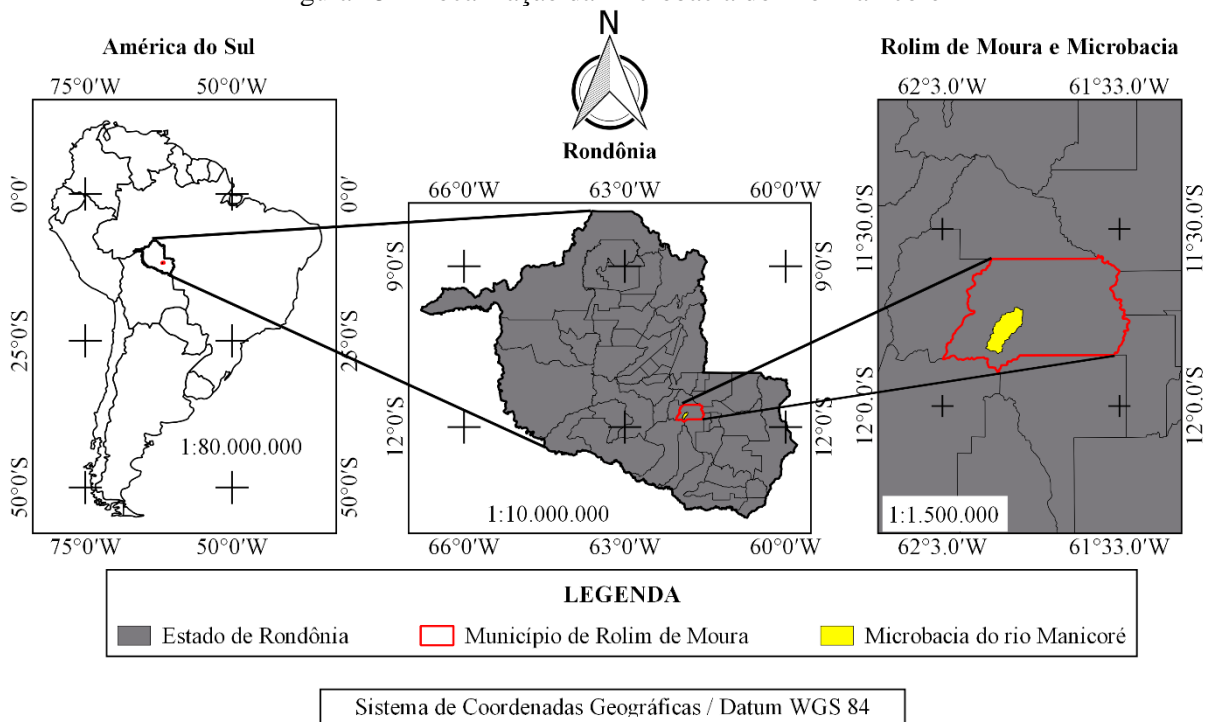 América do Sul
75°0'W 50°0'W
0°0' 0°0'
25°0'S 25°0'S
50°0'S 50°0'S
1:80.000.000
75°0'W 50°0'W
N
Rondônia
66°0'W 63°0'W 60°0'W
9°0'S 9°0'S
12°0'S 12°0'S
1:10.000.000
66°0'W 63°0'W 60°0'W
Rolim de Moura e Microbacia
62°3.0'W 61°33.0'W
11°30.0'S 11°30.0'S
12°0.0'S 12°0.0'S
1:1.500.000
62°3.0'W 61°33.0'W
LEGENDA
Estado de Rondônia Município de Rolim de Moura Microbacia do rio Manicoré
Sistema de Coordenadas Geográficas / Datum WGS 84